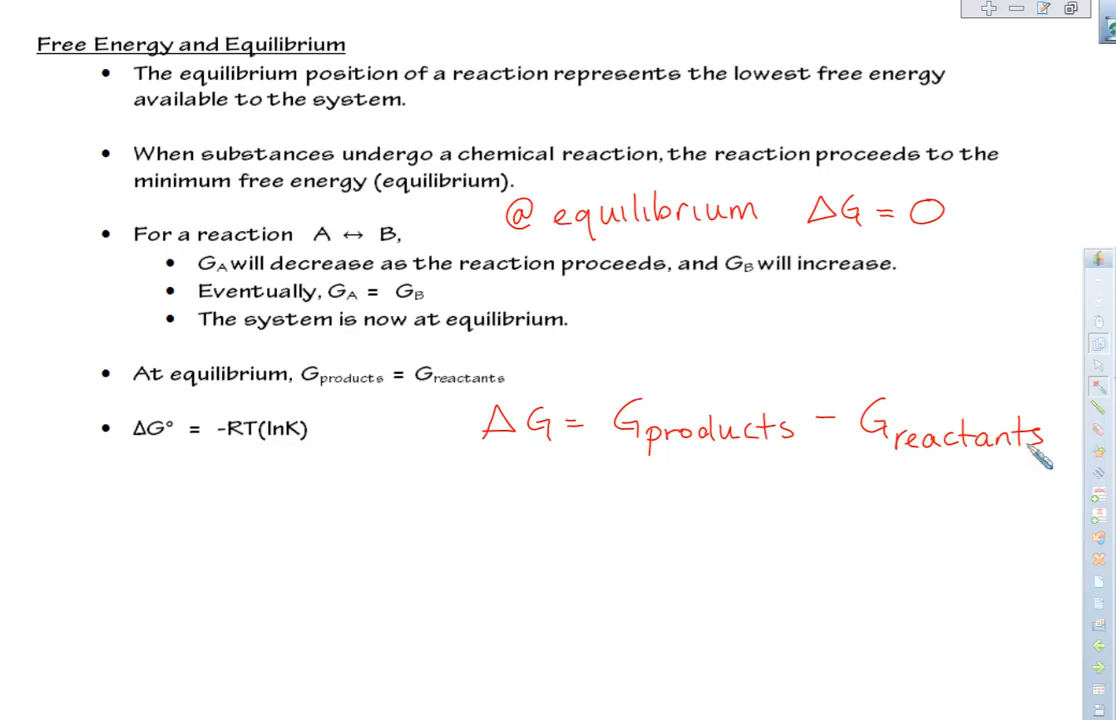 Free Energy and Equilibrium
• The equilibrium position of a reaction represents the lowest free energy
available to the system.
• When substances undergo a chemical reaction, the reaction proceeds to the
minimum free energy (equilibrium).
@ equilibrium ΔG = 0
• For a reaction A ↔ B,
• GA will decrease as the reaction proceeds, and GB will increase.
• Eventually, GA = GB
• The system is now at equilibrium.
• At equilibrium, Gproducts = Greactants
• ΔG° = -RT(lnK)
ΔG = Gproducts - Greactants